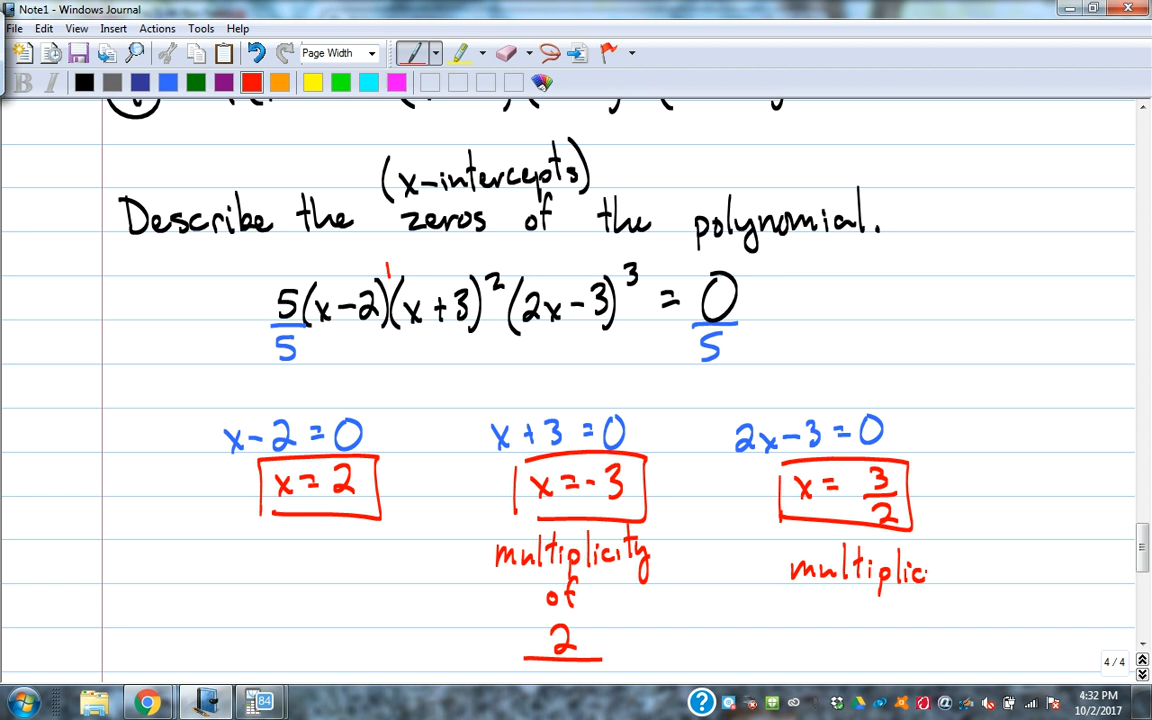 Note1 - Windows Journal
File Edit View Insert Actions Tools Help
Page Width
B I
(x-intercepts)
Describe the zeros of the polynomial.
5(x-2)¹(x+3)²(2x-3)³ = 0
5 5
x-2=0 x+3=0 2x-3=0
x=2 x=-3 x= 3/2
multiplicity multiplic
of
2
4 / 4
84
4:32 PM
10/2/2017